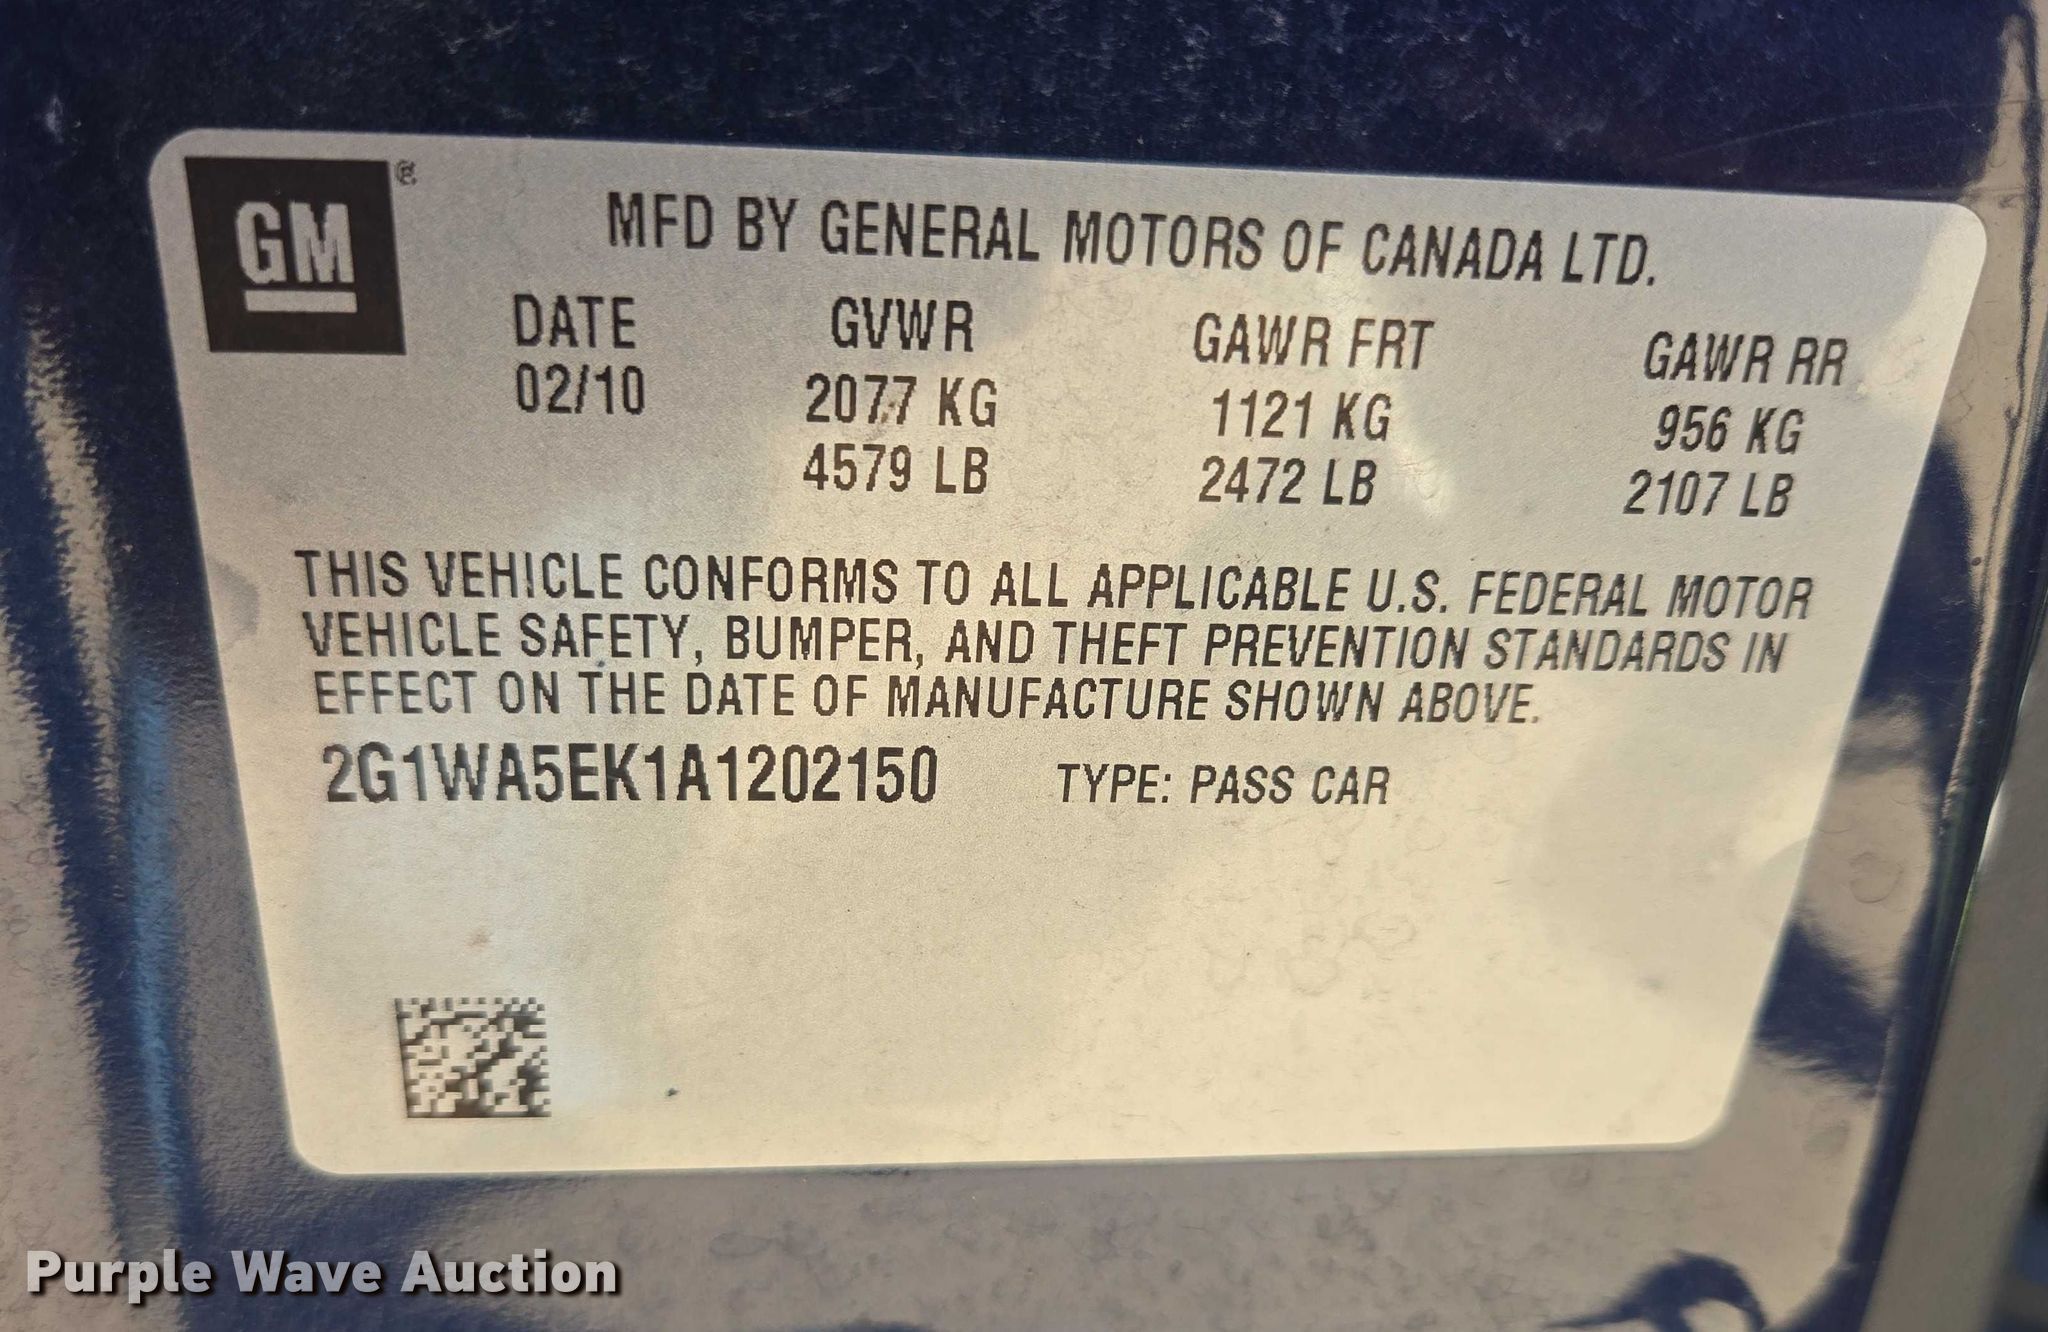 GM ®
MFD BY GENERAL MOTORS OF CANADA LTD.
DATE GVWR GAWR FRT GAWR RR
02/10 2077 KG 1121 KG 956 KG
4579 LB 2472 LB 2107 LB
THIS VEHICLE CONFORMS TO ALL APPLICABLE U.S. FEDERAL MOTOR
VEHICLE SAFETY, BUMPER, AND THEFT PREVENTION STANDARDS IN
EFFECT ON THE DATE OF MANUFACTURE SHOWN ABOVE.
2G1WA5EK1A1202150 TYPE: PASS CAR
Purple Wave Auction